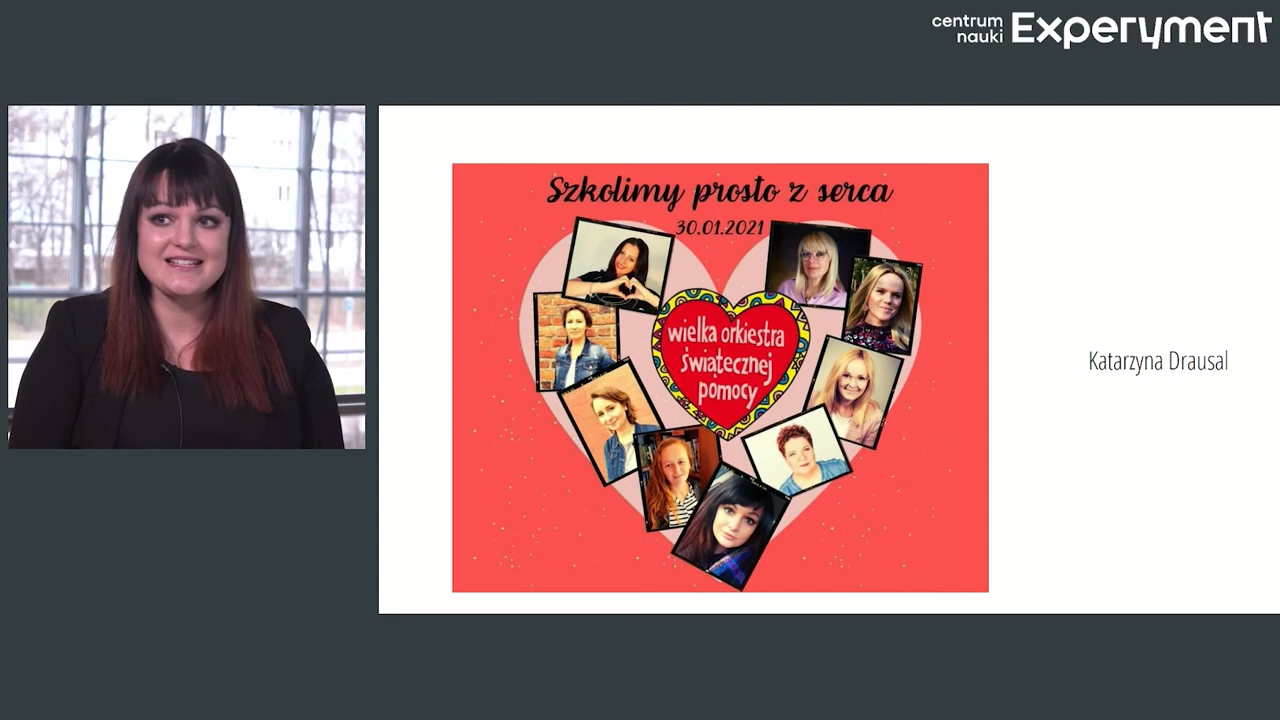 centrum
nauki
Experyment
Szkolimy prosto z serca
30.01.2021
wielka orkiestra
świątecznej
pomocy
Katarzyna Drausal